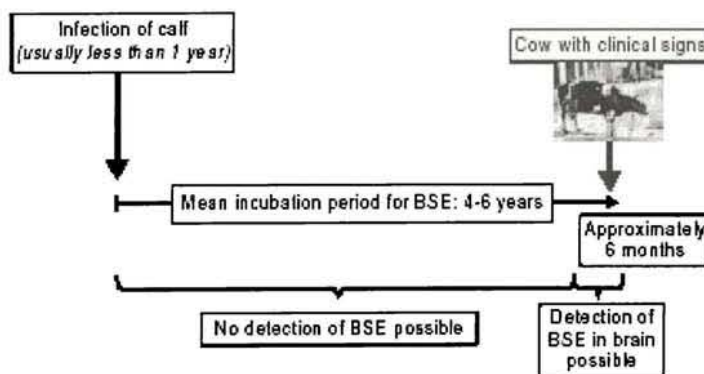 Infection of calf
(usually less than 1 year)
Cow with clinical signs
Mean incubation period for BSE: 4-6 years
Approximately
6 months
No detection of BSE possible
Detection of
BSE in brain
possible